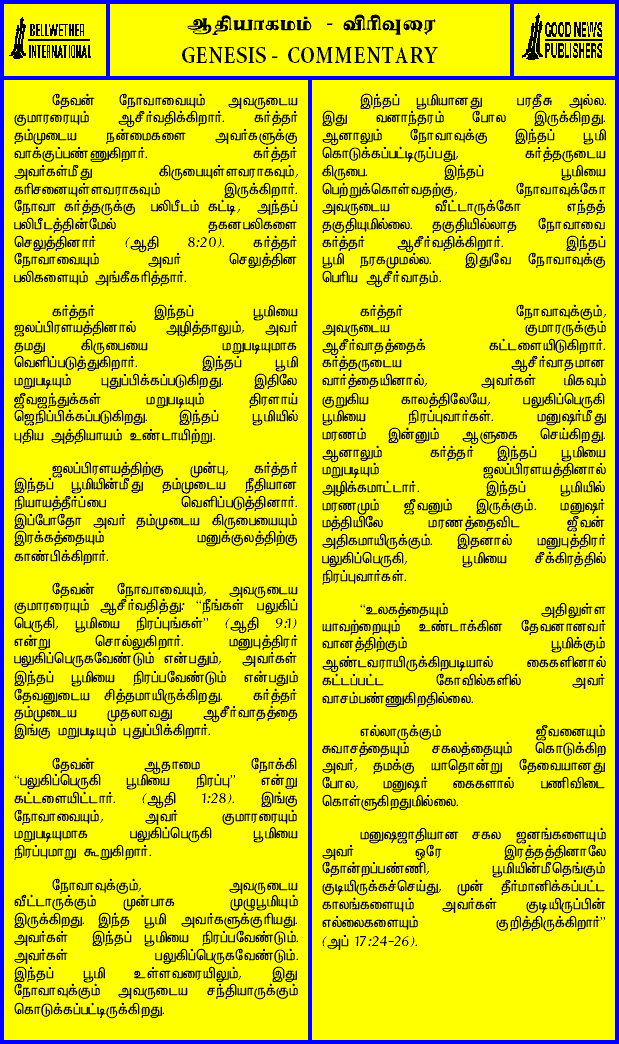 BELLWETHER
INTERNATIONAL
ஆதியாகமம் - விரிவுரை
GENESIS - COMMENTARY
GOOD NEWS
PUBLISHERS
தேவன் நோவாவையும் அவருடைய
குமாரரையும் ஆசீர்வதிக்கிறார். கர்த்தர்
தம்முடைய நன்மைகளை அவர்களுக்கு
வாக்குப்பண்ணுகிறார். கர்த்தர்
அவர்கள்மீது கிருபையுள்ளவராகவும்,
கரிசனையுள்ளவராகவும் இருக்கிறார்.
நோவா கர்த்தருக்கு பலிபீடம் கட்டி, அந்தப்
பலிபீடத்தின்மேல் தகனபலிகளை
செலுத்தினார் (ஆதி 8:20). கர்த்தர்
நோவாவையும் அவர் செலுத்தின
பலிகளையும் அங்கீகரித்தார்.
கர்த்தர் இந்தப் பூமியை
ஜலப்பிரளயத்தினால் அழித்தாலும், அவர்
தமது கிருபையை மறுபடியுமாக
வெளிப்படுத்துகிறார். இந்தப் பூமி
மறுபடியும் புதுப்பிக்கப்படுகிறது. இதிலே
ஜீவஜந்துக்கள் மறுபடியும் திரளாய்
ஜெநிப்பிக்கப்படுகிறது. இந்தப் பூமியில்
புதிய அத்தியாயம் உண்டாயிற்று.
ஜலப்பிரளயத்திற்கு முன்பு, கர்த்தர்
இந்தப் பூமியின்மீது தம்முடைய நீதியான
நியாயத்தீர்ப்பை வெளிப்படுத்தினார்.
இப்போதோ அவர் தம்முடைய கிருபையையும்
இரக்கத்தையும் மனுக்குலத்திற்கு
காண்பிக்கிறார்.
தேவன் நோவாவையும், அவருடைய
குமாரரையும் ஆசீர்வதித்து: “நீங்கள் பலுகிப்
பெருகி, பூமியை நிரப்புங்கள்” (ஆதி 9:1)
என்று சொல்லுகிறார். மனுபுத்திரர்
பலுகிப்பெருகவேண்டும் என்பதும், அவர்கள்
இந்தப் பூமியை நிரப்பவேண்டும் என்பதும்
தேவனுடைய சித்தமாயிருக்கிறது. கர்த்தர்
தம்முடைய முதலாவது ஆசீர்வாதத்தை
இங்கு மறுபடியும் புதுப்பிக்கிறார்.
தேவன் ஆதாமை நோக்கி
“பலுகிப்பெருகி பூமியை நிரப்பு” என்று
கட்டளையிட்டார். (ஆதி 1:28). இங்கு
நோவாவையும், அவர் குமாரரையும்
மறுபடியுமாக பலுகிப்பெருகி பூமியை
நிரப்புமாறு கூறுகிறார்.
நோவாவுக்கும், அவருடைய
வீட்டாருக்கும் முன்பாக முழுபூமியும்
இருக்கிறது. இந்த பூமி அவர்களுக்குரியது.
அவர்கள் இந்தப் பூமியை நிரப்பவேண்டும்.
அவர்கள் பலுகிப்பெருகவேண்டும்.
இந்தப் பூமி உள்ளவரையிலும், இது
நோவாவுக்கும் அவருடைய சந்தியாருக்கும்
கொடுக்கப்பட்டிருக்கிறது.
இந்தப் பூமியானது பரதீசு அல்ல.
இது வனாந்தரம் போல இருக்கிறது.
ஆனாலும் நோவாவுக்கு இந்தப் பூமி
கொடுக்கப்பட்டிருப்பது, கர்த்தருடைய
கிருபை. இந்தப் பூமியை
பெற்றுக்கொள்வதற்கு, நோவாவுக்கோ
அவருடைய வீட்டாருக்கோ எந்தத்
தகுதியுமில்லை. தகுதியில்லாத நோவாவை
கர்த்தர் ஆசீர்வதிக்கிறார். இந்தப்
பூமி நரகமுமல்ல. இதுவே நோவாவுக்கு
பெரிய ஆசீர்வாதம்.
கர்த்தர் நோவாவுக்கும்,
அவருடைய குமாரருக்கும்
ஆசீர்வாதத்தைக் கட்டளையிடுகிறார்.
கர்த்தருடைய ஆசீர்வாதமான
வார்த்தையினால், அவர்கள் மிகவும்
குறுகிய காலத்திலேயே, பலுகிப்பெருகி
பூமியை நிரப்புவார்கள். மனுஷர்மீது
மரணம் இன்னும் ஆளுகை செய்கிறது.
ஆனாலும் கர்த்தர் இந்தப் பூமியை
மறுபடியும் ஜலப்பிரளயத்தினால்
அழிக்கமாட்டார். இந்தப் பூமியில்
மரணமும் ஜீவனும் இருக்கும். மனுஷர்
மத்தியிலே மரணத்தைவிட ஜீவன்
அதிகமாயிருக்கும். இதனால் மனுபுத்திரர்
பலுகிப்பெருகி, பூமியை சீக்கிரத்தில்
நிரப்புவார்கள்.
“உலகத்தையும் அதிலுள்ள
யாவற்றையும் உண்டாக்கின தேவனானவர்
வானத்திற்கும் பூமிக்கும்
ஆண்டவராயிருக்கிறபடியால் கைகளினால்
கட்டப்பட்ட கோவில்களில் அவர்
வாசம்பண்ணுகிறதில்லை.
எல்லாருக்கும் ஜீவனையும்
சுவாசத்தையும் சகலத்தையும் கொடுக்கிற
அவர், தமக்கு யாதொன்று தேவையானது
போல, மனுஷர் கைகளால் பணிவிடை
கொள்ளுகிறதுமில்லை.
மனுஷஜாதியான சகல ஜனங்களையும்
அவர் ஒரே இரத்தத்தினாலே
தோன்றப்பண்ணி, பூமியின்மீதெங்கும்
குடியிருக்கச்செய்து, முன் தீர்மானிக்கப்பட்ட
காலங்களையும் அவர்கள் குடியிருப்பின்
எல்லைகளையும் குறித்திருக்கிறார்”
(அப் 17:24-26).